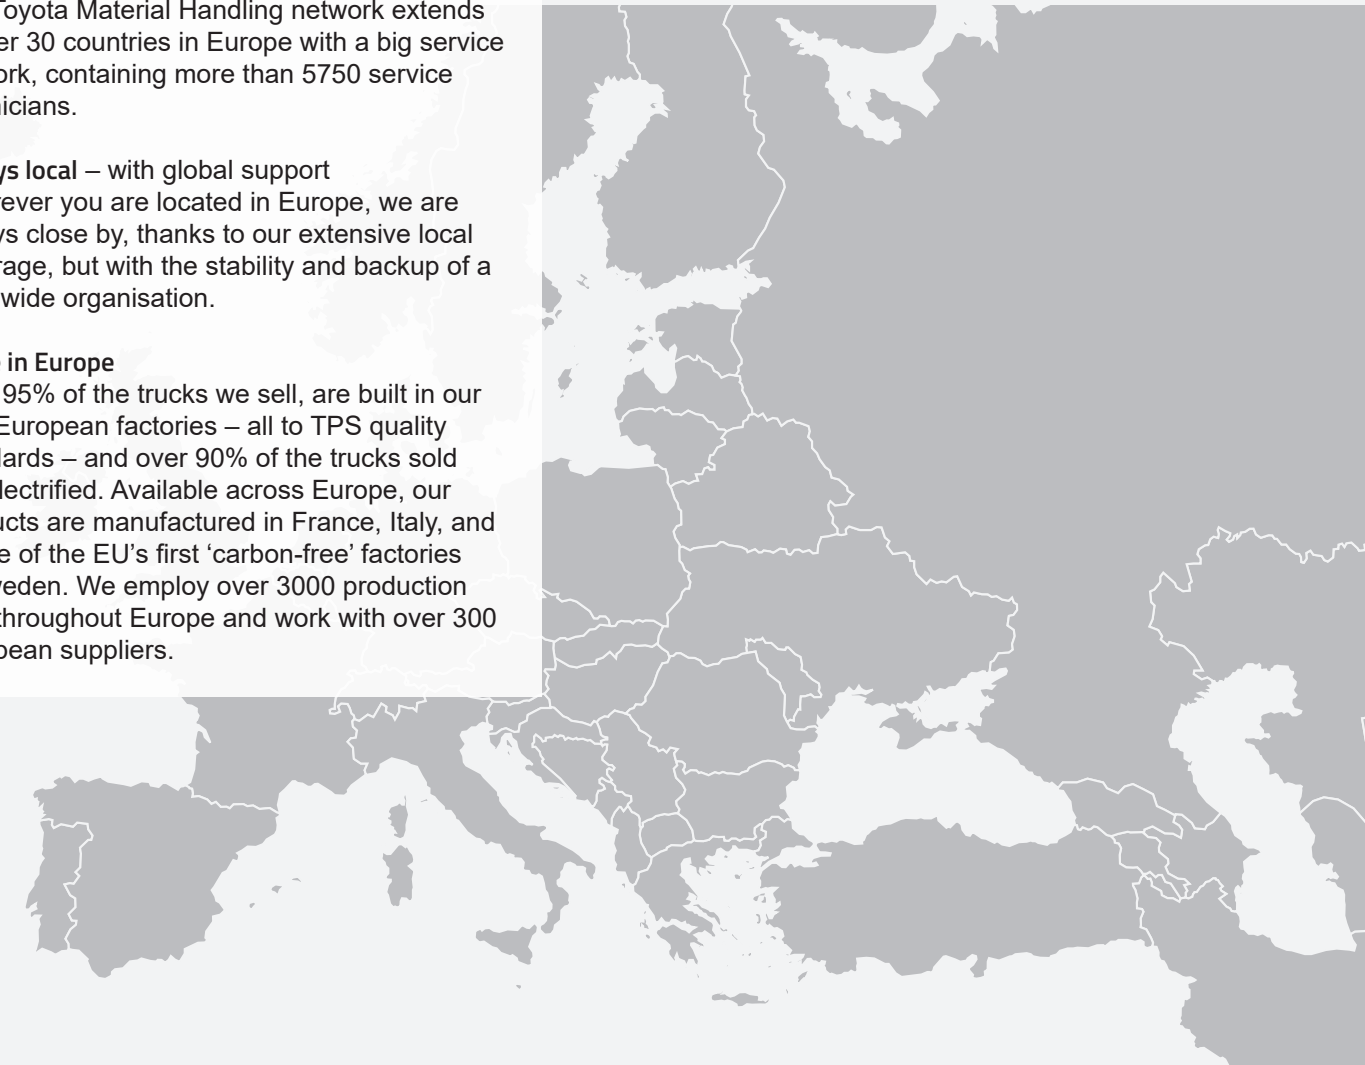 Toyota Material Handling network extends
er 30 countries in Europe with a big service
ork, containing more than 5750 service
nicians.
ys local – with global support
rever you are located in Europe, we are
ys close by, thanks to our extensive local
rage, but with the stability and backup of a
wide organisation.
in Europe
95% of the trucks we sell, are built in our
European factories – all to TPS quality
dards – and over 90% of the trucks sold
lectrified. Available across Europe, our
ucts are manufactured in France, Italy, and
e of the EU’s first ‘carbon-free’ factories
weden. We employ over 3000 production
throughout Europe and work with over 300
pean suppliers.